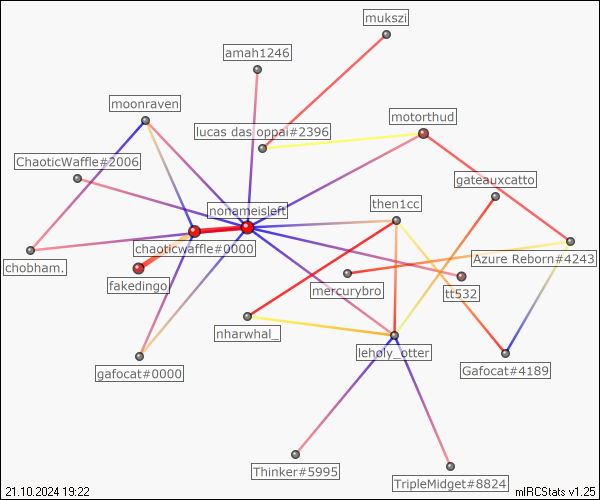 mukszi
amah1246
moonraven
motorthud
lucas das oppai#2396
ChaoticWaffle#2006
gateauxcatto
then1cc
nonameisleft
chaoticwaffle#0000
Azure Reborn#4243
chobham.
fakedingo
mercurybro
tt532
nharwhal_
leholy_otter
gafocat#0000
Gafocat#4189
Thinker#5995
TripleMidget#8824
21.10.2024 19:22
mIRCStats v1.25